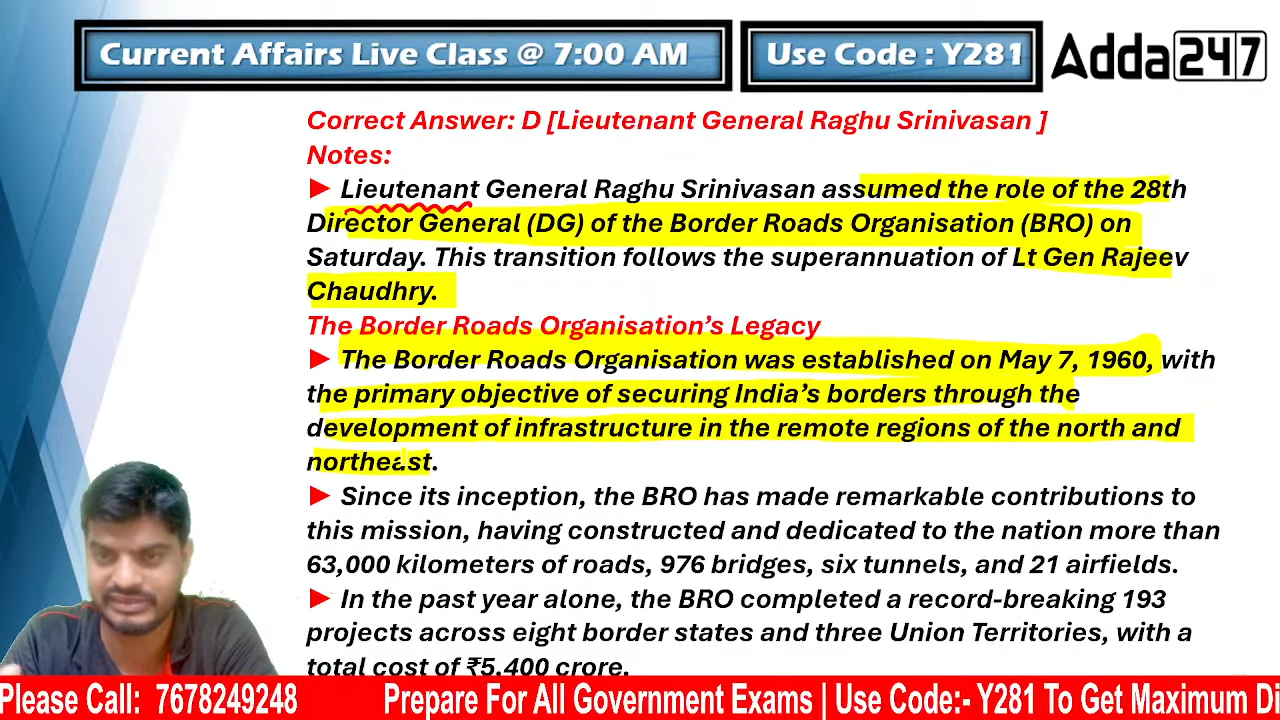 Current Affairs Live Class @ 7:00 AM
Use Code : Y281
Adda247
Correct Answer: D [Lieutenant General Raghu Srinivasan ]
Notes:
► Lieutenant General Raghu Srinivasan assumed the role of the 28th
Director General (DG) of the Border Roads Organisation (BRO) on
Saturday. This transition follows the superannuation of Lt Gen Rajeev
Chaudhry.
The Border Roads Organisation’s Legacy
► The Border Roads Organisation was established on May 7, 1960, with
the primary objective of securing India’s borders through the
development of infrastructure in the remote regions of the north and
northeast.
► Since its inception, the BRO has made remarkable contributions to
this mission, having constructed and dedicated to the nation more than
63,000 kilometers of roads, 976 bridges, six tunnels, and 21 airfields.
► In the past year alone, the BRO completed a record-breaking 193
projects across eight border states and three Union Territories, with a
total cost of ₹5,400 crore.
Please Call: 7678249248 Prepare For All Government Exams | Use Code:- Y281 To Get Maximum Di